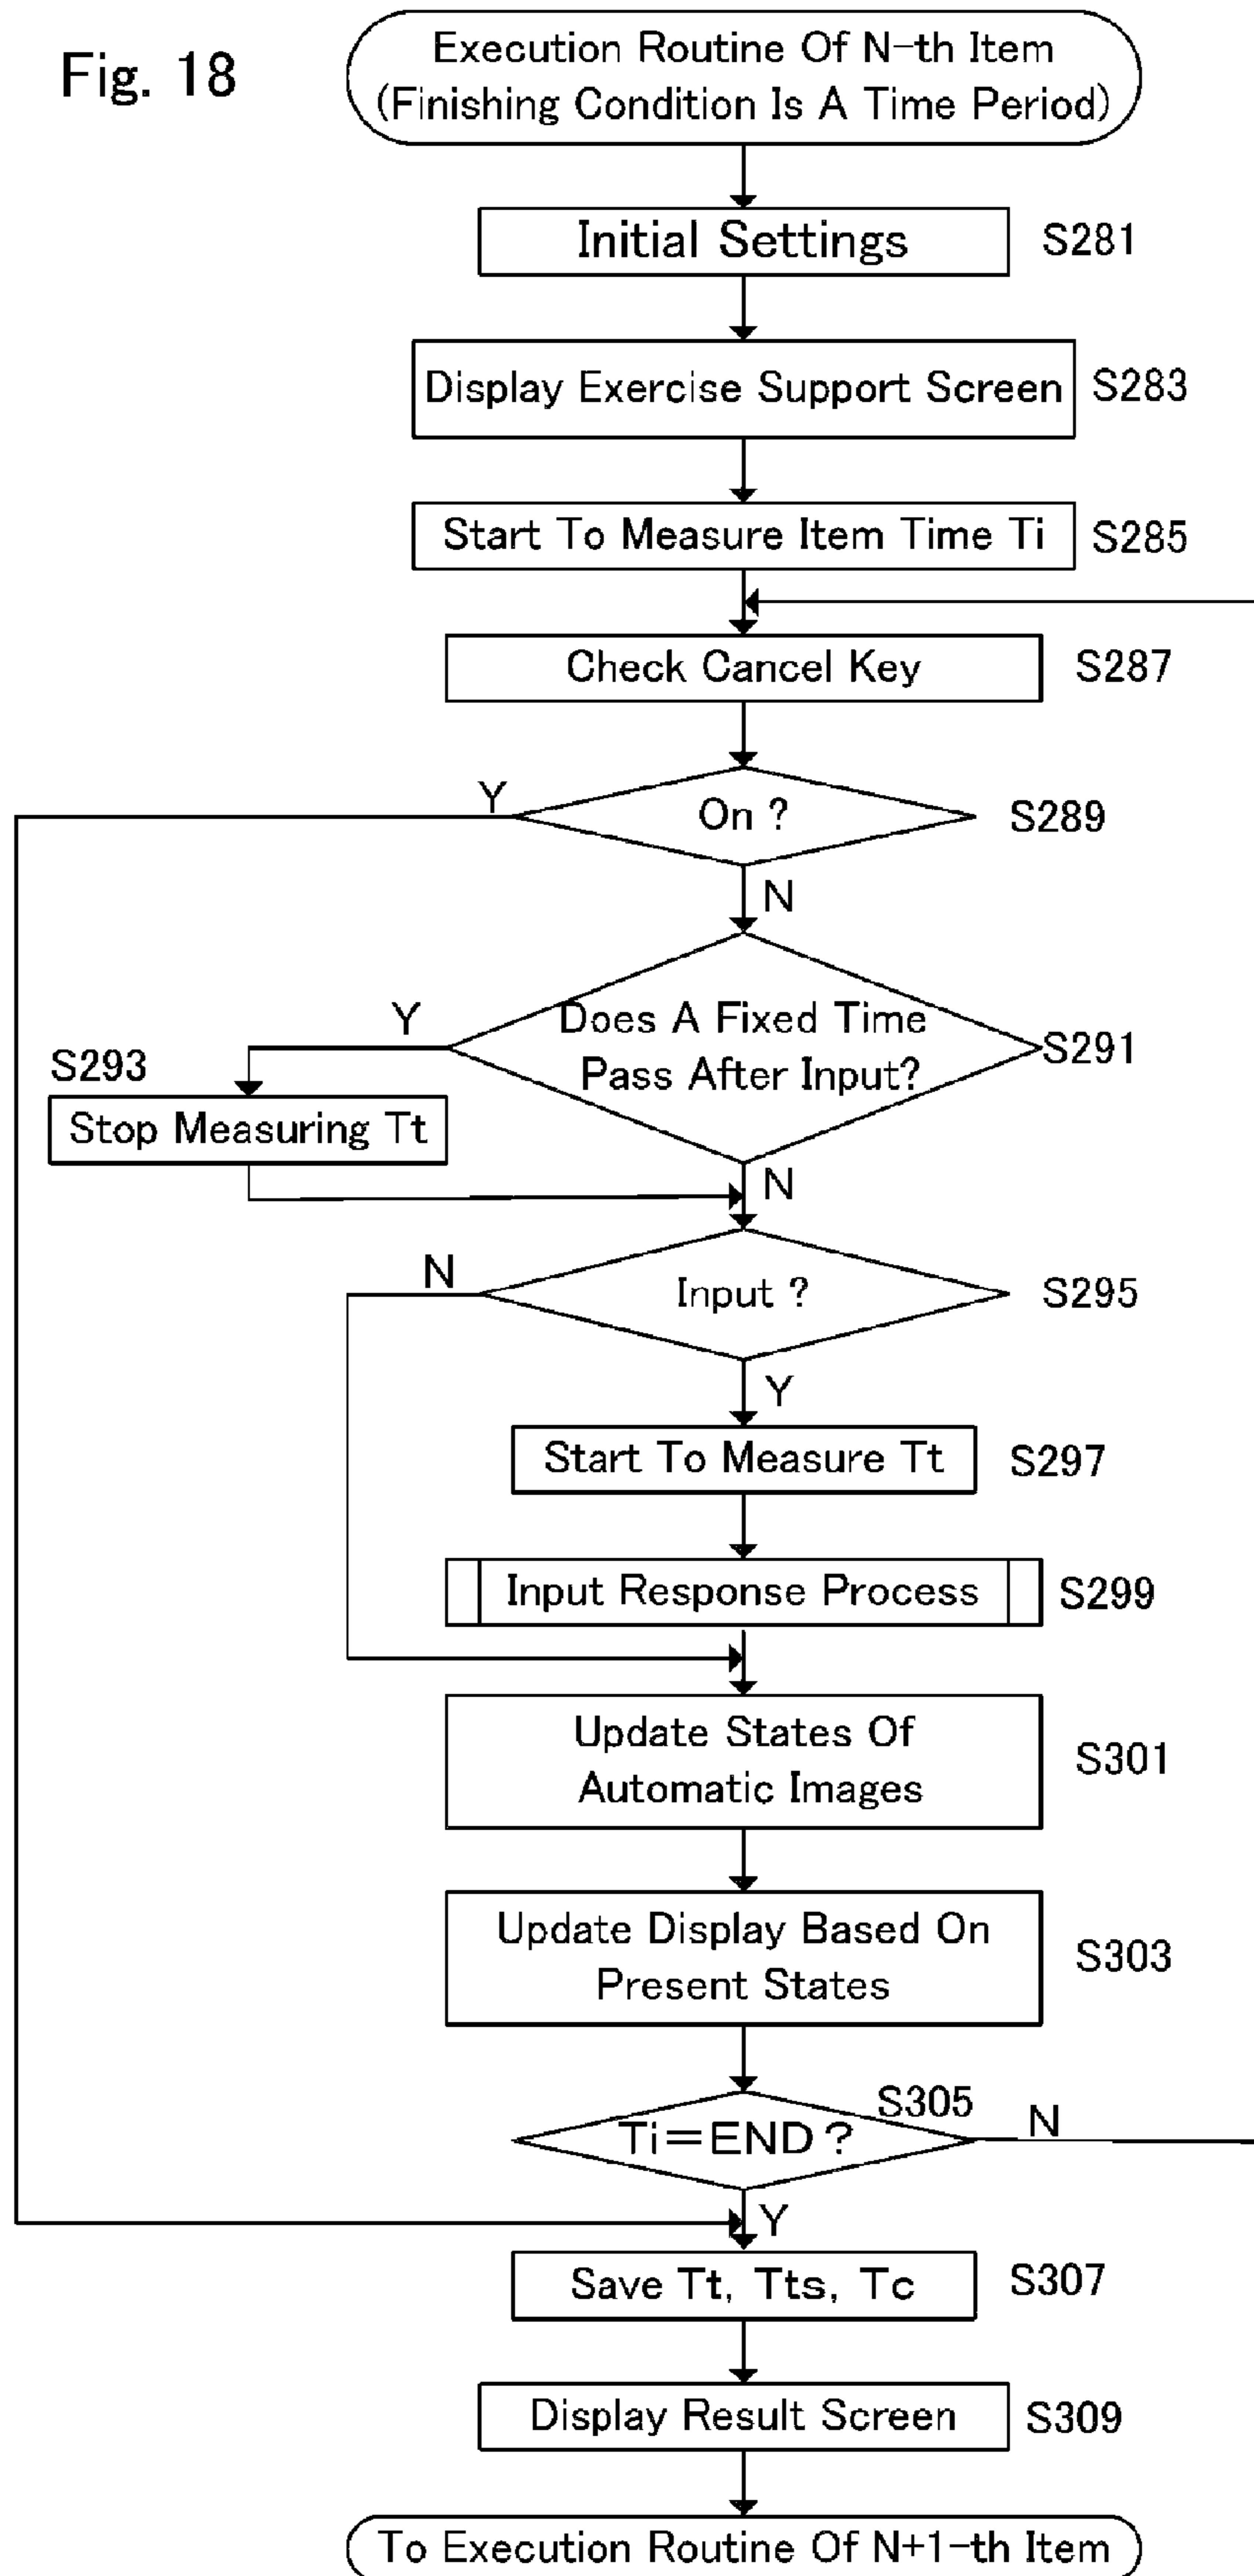 Fig. 18
Execution Routine Of N-th Item
(Finishing Condition Is A Time Period)
Initial Settings
S281
Display Exercise Support Screen
S283
Start To Measure Item Time Ti
S285
Check Cancel Key
S287
Y
On ?
S289
N
Y
Does A Fixed Time
Pass After Input?
S291
S293
Stop Measuring Tt
N
N
Input ?
S295
Y
Start To Measure Tt
S297
Input Response Process
S299
Update States Of
Automatic Images
S301
Update Display Based On
Present States
S303
S305
Ti=END ?
N
Y
Save Tt, Tts, Tc
S307
Display Result Screen
S309
To Execution Routine Of N+1-th Item